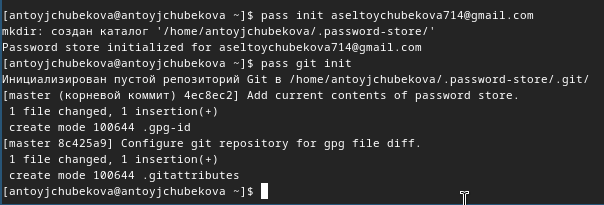 [antoyjchubekova@antoyjchubekova ~]$ pass init aseltoychubekova714@gmail.com
mkdir: создан каталог '/home/antoyjchubekova/.password-store/'
Password store initialized for aseltoychubekova714@gmail.com
[antoyjchubekova@antoyjchubekova ~]$ pass git init
Инициализирован пустой репозиторий Git в /home/antoyjchubekova/.password-store/.git/
[master (корневой коммит) 4ec8ec2] Add current contents of password store.
 1 file changed, 1 insertion(+)
 create mode 100644 .gpg-id
[master 8c425a9] Configure git repository for gpg file diff.
 1 file changed, 1 insertion(+)
 create mode 100644 .gitattributes
[antoyjchubekova@antoyjchubekova ~]$